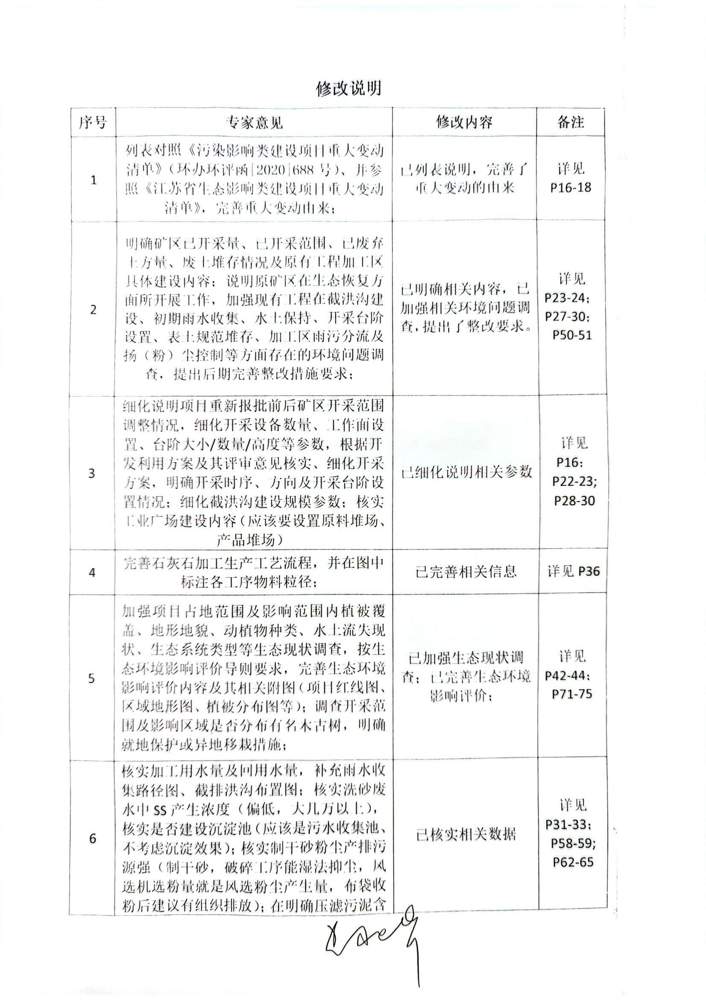 修改说明
序号 专家意见 修改内容 备注
1
列表对照《污染影响类建设项目重大变动
清单》（环办环评函[2020]688 号）、并参
照《江苏省生态影响类建设项目重大变动
清单》，完善重大变动由来；
已列表说明，完善了
重大变动的由来
详见
P16-18
2
明确矿区已开采量、已开采范围、已废弃
土方量、废土堆存情况及原有工程加工区
具体建设内容；说明原矿区在生态恢复方
面所开展工作，加强现有工程在截洪沟建
设、初期雨水收集、水土保持、开采台阶
设置、表土规范堆存、加工区雨污分流及
扬（粉）尘控制等方面存在的环境问题调
查，提出后期完善整改措施要求；
已明确相关内容，已
加强相关环境问题调
查，提出了整改要求。
详见
P23-24；
P27-30；
P50-51
3
细化说明项目重新报批前后矿区开采范围
调整情况，细化开采设备数量、工作面设
置、台阶大小/数量/高度等参数，根据开
发利用方案及其评审意见核实、细化开采
方案，明确开采时序、方向及开采台阶设
置情况；细化截洪沟建设规模参数；核实
工业广场建设内容（应该要设置原料堆场、
产品堆场）
已细化说明相关参数
详见
P16；
P22-23;
P28-30
4
完善石灰石加工生产工艺流程，并在图中
标注各工序物料粒径；
已完善相关信息
详见 P36
5
加强项目占地范围及影响范围内植被覆
盖、地形地貌、动植物种类、水土流失现
状、生态系统类型等生态现状调查，按生
态环境影响评价导则要求，完善生态环境
影响评价内容及其相关附图（项目红线图、
区域地形图、植被分布图等）；调查开采范
围及影响区域是否分布有名木古树，明确
就地保护或异地移栽措施；
已加强生态现状调
查；已完善生态环境
影响评价；
详见
P42-44；
P71-75
6
核实加工用水量及回用水量，补充雨水收
集路径图、截排洪沟布置图；核实洗砂废
水中 SS 产生浓度（偏低，大几万以上），
核实是否建设沉淀池（应该是污水收集池、
不考虑沉淀效果）；核实制干砂粉尘产排污
源强（制干砂，破碎工序能湿法抑尘，风
选机选粉量就是风选粉尘产生量，布袋收
粉后建议有组织排放）；在明确压滤污泥含
已核实相关数据
详见
P31-33；
P58-59;
P62-65